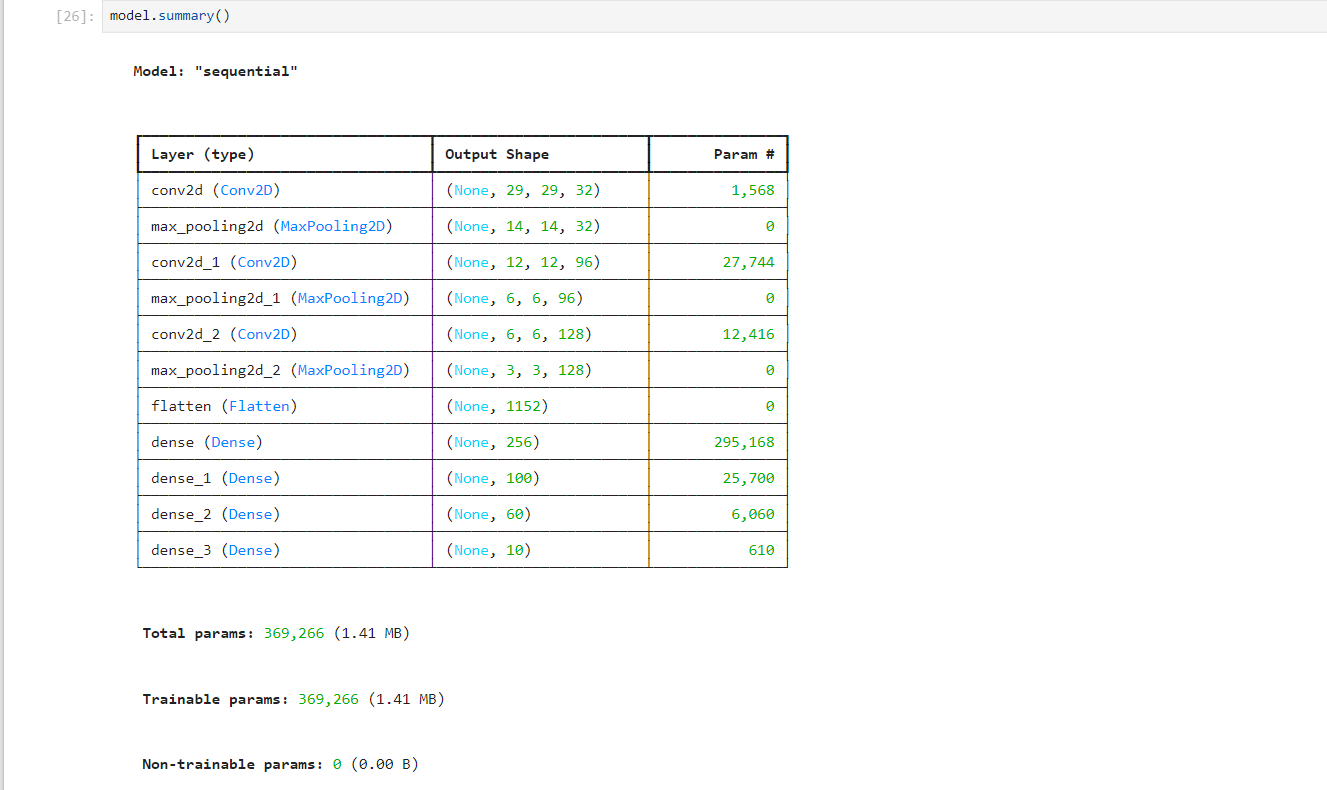 [26]: model.summary()
Model: "sequential"
Layer (type) Output Shape Param #
conv2d (Conv2D) (None, 29, 29, 32) 1,568
max_pooling2d (MaxPooling2D) (None, 14, 14, 32) 0
conv2d_1 (Conv2D) (None, 12, 12, 96) 27,744
max_pooling2d_1 (MaxPooling2D) (None, 6, 6, 96) 0
conv2d_2 (Conv2D) (None, 6, 6, 128) 12,416
max_pooling2d_2 (MaxPooling2D) (None, 3, 3, 128) 0
flatten (Flatten) (None, 1152) 0
dense (Dense) (None, 256) 295,168
dense_1 (Dense) (None, 100) 25,700
dense_2 (Dense) (None, 60) 6,060
dense_3 (Dense) (None, 10) 610
Total params: 369,266 (1.41 MB)
Trainable params: 369,266 (1.41 MB)
Non-trainable params: 0 (0.00 B)